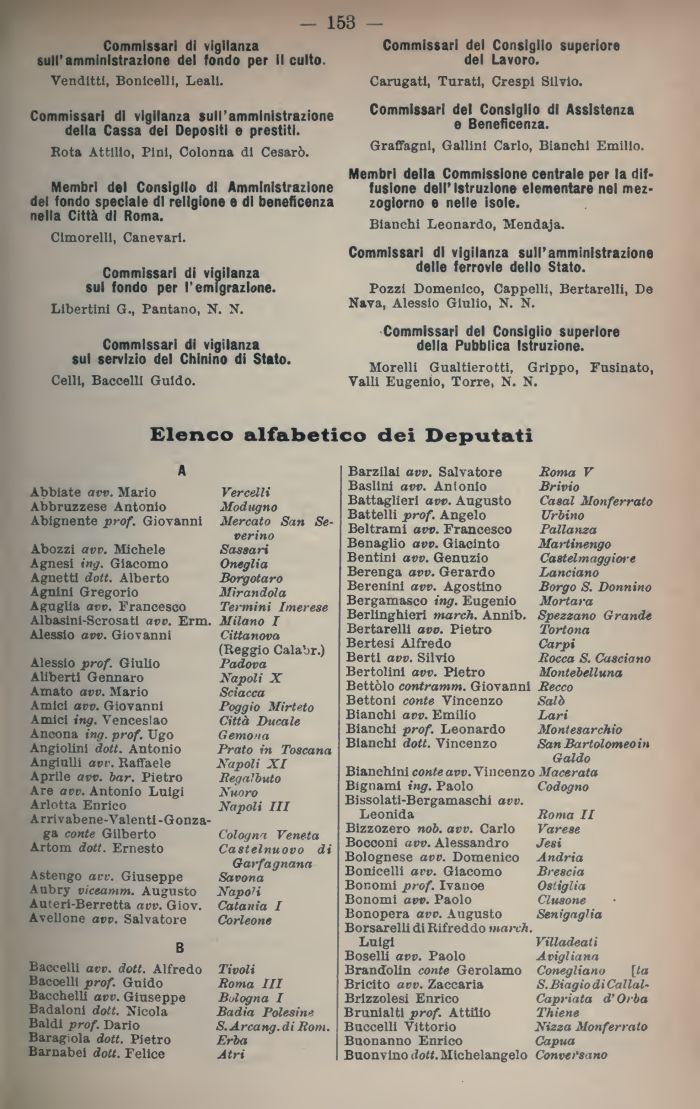 — 153 —
Commissari di vigilanza
sull'amministrazione del fondo per il culto.
Venditti, Bonicelli, Leali.
Commissari di vigilanza sull'amministrazione
della Cassa dei Depositi e prestiti.
Rota Attilio, Pini, Colonna di Cesarò.
Membri del Consiglio di Amministrazione
del fondo speciale di religione e di beneficenza
nella Città di Roma.
Cimorelli, Canevari.
Commissari di vigilanza
sul fondo per l'emigrazione.
Libertini G., Pantano, N. N.
Commissari di vigilanza
sul servizio del Chinino di Stato.
Celli, Baccelli Guido.
Commissari del Consiglio superiore
del Lavoro.
Carugati, Turati, Crespi Silvio.
Commissari del Consiglio di Assistenza
e Beneficenza.
Graffagni, Gallini Carlo, Bianchi Emilio.
Membri della Commissione centrale per la dif-
fusione dell'istruzione elementare nel mez-
zogiorno e nelle isole.
Bianchi Leonardo, Mendaja.
Commissari di vigilanza sull'amministrazione
delle ferrovie dello Stato.
Pozzi Domenico, Cappelli, Bertarelli, De
Nava, Alessio Giulio, N. N.
Commissari del Consiglio superiore
della Pubblica Istruzione.
Morelli Gualtierotti, Grippo, Fusinato,
Valli Eugenio, Torre, N. N.
Elenco alfabetico dei Deputati
A
Abbiate avv. Mario Vercelli
Abbruzzese Antonio Modugno
Abignente prof. Giovanni Mercato San Se-
verino
Abozzi avv. Michele Sassari
Agnesi ing. Giacomo Oneglia
Agnetti dott. Alberto Borgotaro
Agnini Gregorio Mirandola
Aguglia avv. Francesco Termini Imerese
Albasini-Scrosati avv. Erm. Milano I
Alessio avv. Giovanni Cittanova
(Reggio Calabr.)
Alessio prof. Giulio Padova
Aliberti Gennaro Napoli X
Amato avv. Mario Sciacca
Amici avv. Giovanni Poggio Mirteto
Amici ing. Venceslao Città Ducale
Ancona ing. prof. Ugo Gemona
Angiolini dott. Antonio Prato in Toscana
Angiulli avv. Raffaele Napoli XI
Aprile avv. bar. Pietro Regalbuto
Are avv. Antonio Luigi Nuoro
Arlotta Enrico Napoli III
Arrivabene-Valenti-Gonza-
ga conte Gilberto Cologna Veneta
Artom dott. Ernesto Castelnuovo di
Garfagnana
Astengo avv. Giuseppe Savona
Aubry viceamm. Augusto Napoli
Auteri-Berretta avv. Giov. Catania I
Avellone avv. Salvatore Corleone
B
Baccelli avv. dott. Alfredo Tivoli
Baccelli prof. Guido Roma III
Bacchelli avv. Giuseppe Bologna I
Badaloni dott. Nicola Badia Polesine
Baldi prof. Dario S. Arcang. di Rom.
Baragiola dott. Pietro Erba
Barnabei dott. Felice Atri
Barzilai avv. Salvatore Roma V
Baslini avv. Antonio Brivio
Battaglieri avv. Augusto Casal Monferrato
Battelli prof. Angelo Urbino
Beltrami avv. Francesco Pallanza
Benaglio avv. Giacinto Martinengo
Bentini avv. Genuzio Castelmaggiore
Berenga avv. Gerardo Lanciano
Berenini avv. Agostino Borgo S. Donnino
Bergamasco ing. Eugenio Mortara
Berlinghieri march. Annib. Spezzano Grande
Bertarelli avv. Pietro Tortona
Bertesi Alfredo Carpi
Berti avv. Silvio Rocca S. Casciano
Bertolini avv. Pietro Montebelluna
Bettòlo contramm. Giovanni Recco
Bettoni conte Vincenzo Salò
Bianchi avv. Emilio Lari
Bianchi prof. Leonardo Montesarchio
Bianchi dott. Vincenzo San Bartolomeo in
Galdo
Bianchini conte avv. Vincenzo Macerata
Bignami ing. Paolo Codogno
Bissolati-Bergamaschi avv.
Leonida Roma II
Bizzozero nob. avv. Carlo Varese
Bocconi avv. Alessandro Jesi
Bolognese avv. Domenico Andria
Bonicelli avv. Giacomo Brescia
Bonomi prof. Ivanoe Ostiglia
Bonomi avv. Paolo Clusone
Bonopera avv. Augusto Senigaglia
Borsarelli di Rifreddo march.
Luigi Villadeati
Boselli avv. Paolo Avigliana
Brandolin conte Gerolamo Conegliano [ta
Bricito avv. Zaccaria S. Biagio di Callal-
Brizzolesi Enrico Capriata d'Orba
Brunialti prof. Attilio Thiene
Buccelli Vittorio Nizza Monferrato
Buonanno Enrico Capua
Buonvino dott. Michelangelo Conversano